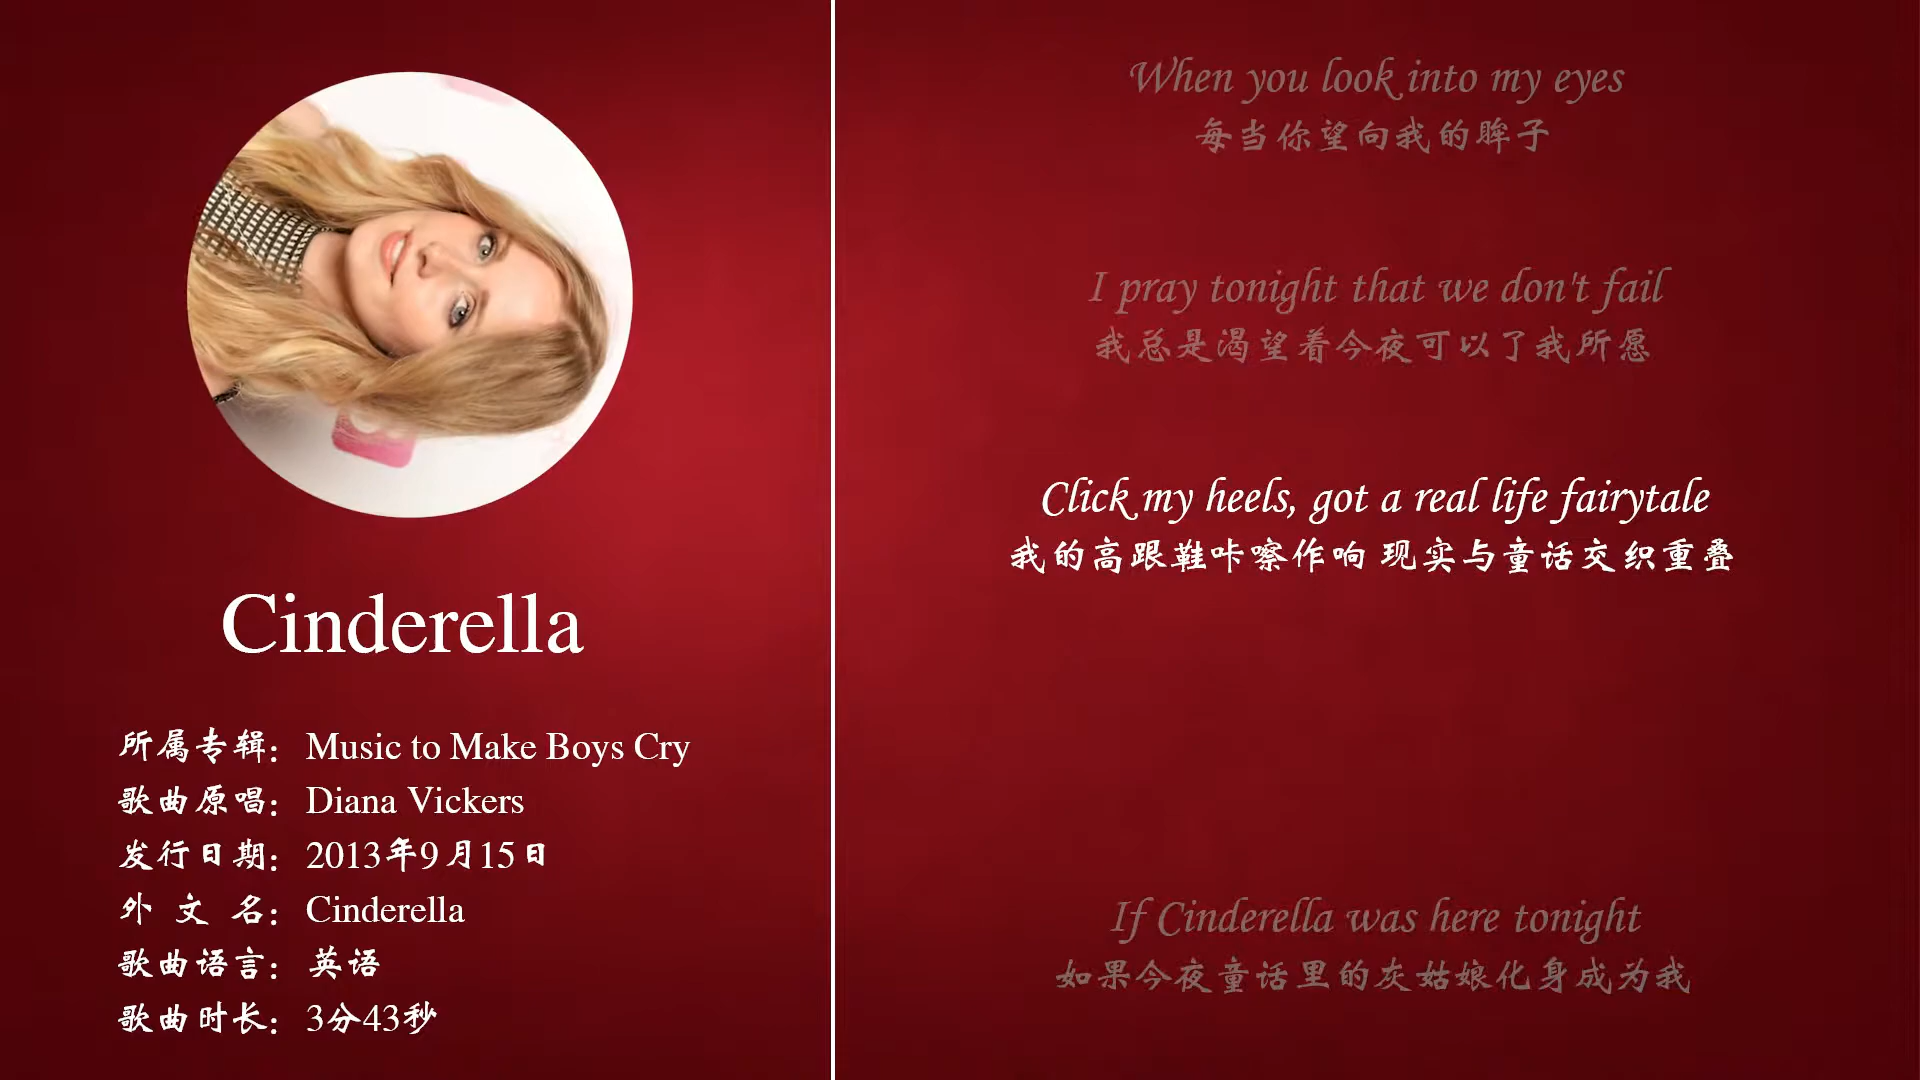 Cinderella
所属专辑: Music to Make Boys Cry
歌曲原唱: Diana Vickers
发行日期: 2013年9月15日
外文名: Cinderella
歌曲语言: 英语
歌曲时长: 3分43秒
When you look into my eyes
每当你望向我的眸子
I pray tonight that we don't fail
我总是渴望着今夜可以了我所愿
Click my heels, got a real life fairytale
我的高跟鞋咔嚓作响 现实与童话交织重叠
If Cinderella was here tonight
如果今夜童话里的灰姑娘化身成为我